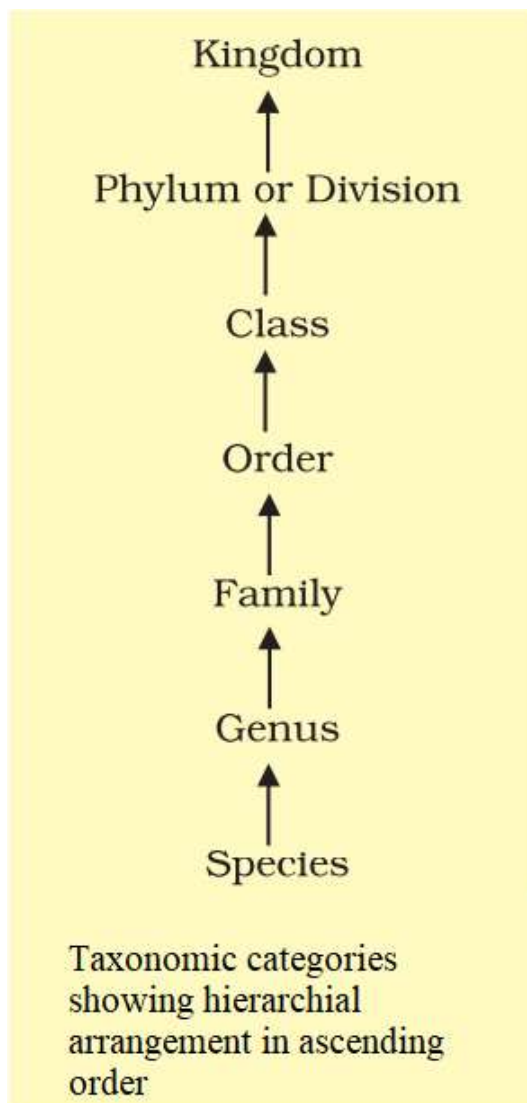 Kingdom
Phylum or Division
Class
Order
Family
Genus
Species
Taxonomic categories
showing hierarchial
arrangement in ascending
order